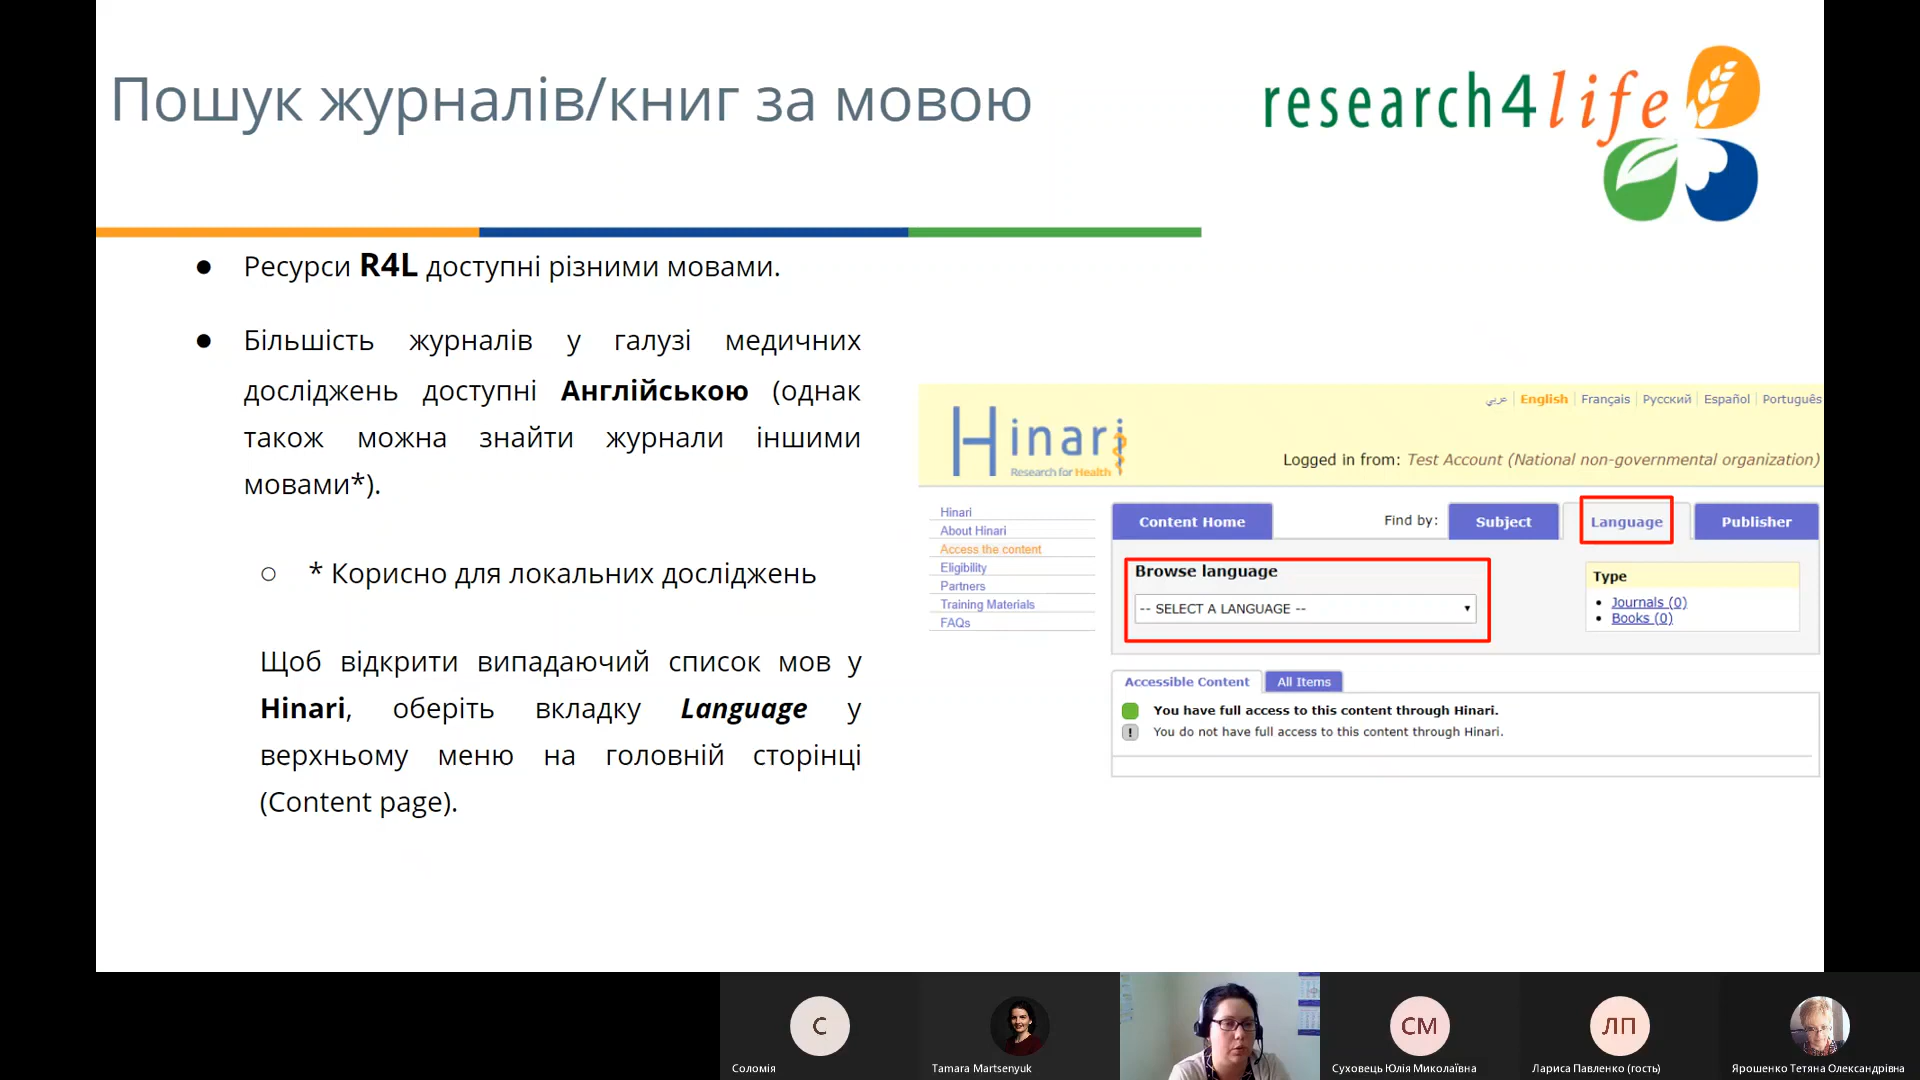 Пошук журналів/книг за мовою
research4life
● Ресурси R4L доступні різними мовами.
● Більшість журналів у галузі медичних
досліджень доступні Англійською (однак
також можна знайти журнали іншими
мовами*).
○ * Корисно для локальних досліджень
Щоб відкрити випадаючий список мов у
Hinari, оберіть вкладку Language у
верхньому меню на головній сторінці
(Content page).
عربي | English | Français | Русский | Español | Português
Hinari
Research for Health
Logged in from: Test Account (National non-governmental organization)
Hinari
About Hinari
Access the content
Eligibility
Partners
Training Materials
FAQs
Content Home Find by: Subject Language Publisher
Browse language
-- SELECT A LANGUAGE --
Type
• Journals (0)
• Books (0)
Accessible Content All Items
You have full access to this content through Hinari.
! You do not have full access to this content through Hinari.
С СМ ЛП
Соломія Tamara Martsenyuk Суховець Юлія Миколаївна Лариса Павленко (гость) Ярошенко Тетяна Олександрівна